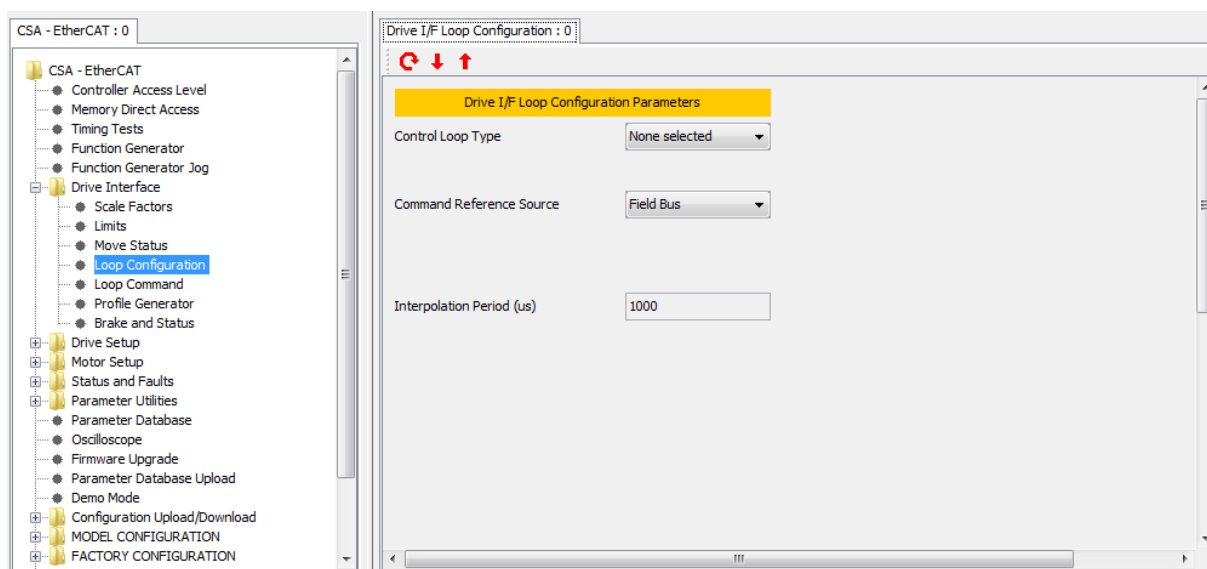 CSA - EtherCAT : 0
CSA - EtherCAT
Controller Access Level
Memory Direct Access
Timing Tests
Function Generator
Function Generator Jog
Drive Interface
Scale Factors
Limits
Move Status
Loop Configuration
Loop Command
Profile Generator
Brake and Status
Drive Setup
Motor Setup
Status and Faults
Parameter Utilities
Parameter Database
Oscilloscope
Firmware Upgrade
Parameter Database Upload
Demo Mode
Configuration Upload/Download
MODEL CONFIGURATION
FACTORY CONFIGURATION
Drive I/F Loop Configuration : 0
Drive I/F Loop Configuration Parameters
Control Loop Type None selected
Command Reference Source Field Bus
Interpolation Period (us) 1000